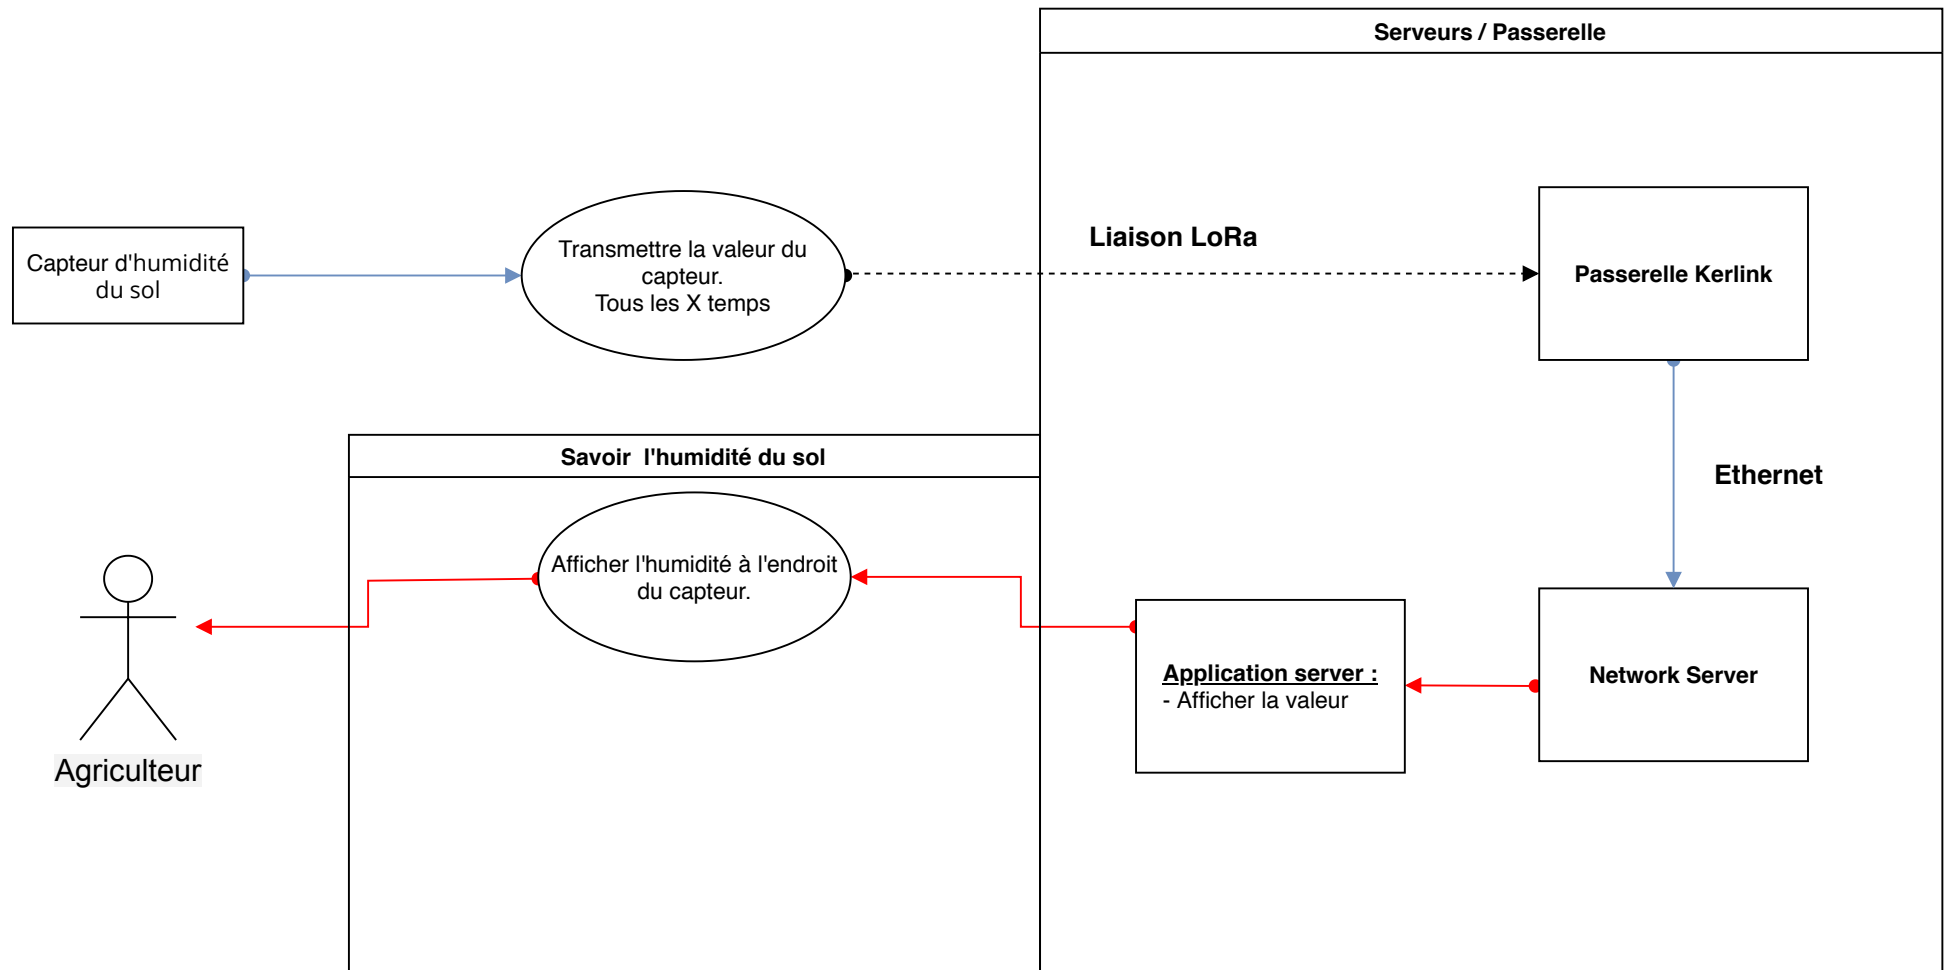 Serveurs / Passerelle
Capteur d'humidité
du sol
Transmettre la valeur du
capteur.
Tous les X temps
Liaison LoRa
Passerelle Kerlink
Ethernet
Savoir  l'humidité du sol
Afficher l'humidité à l'endroit
du capteur.
Application server :
- Afficher la valeur
Network Server
Agriculteur